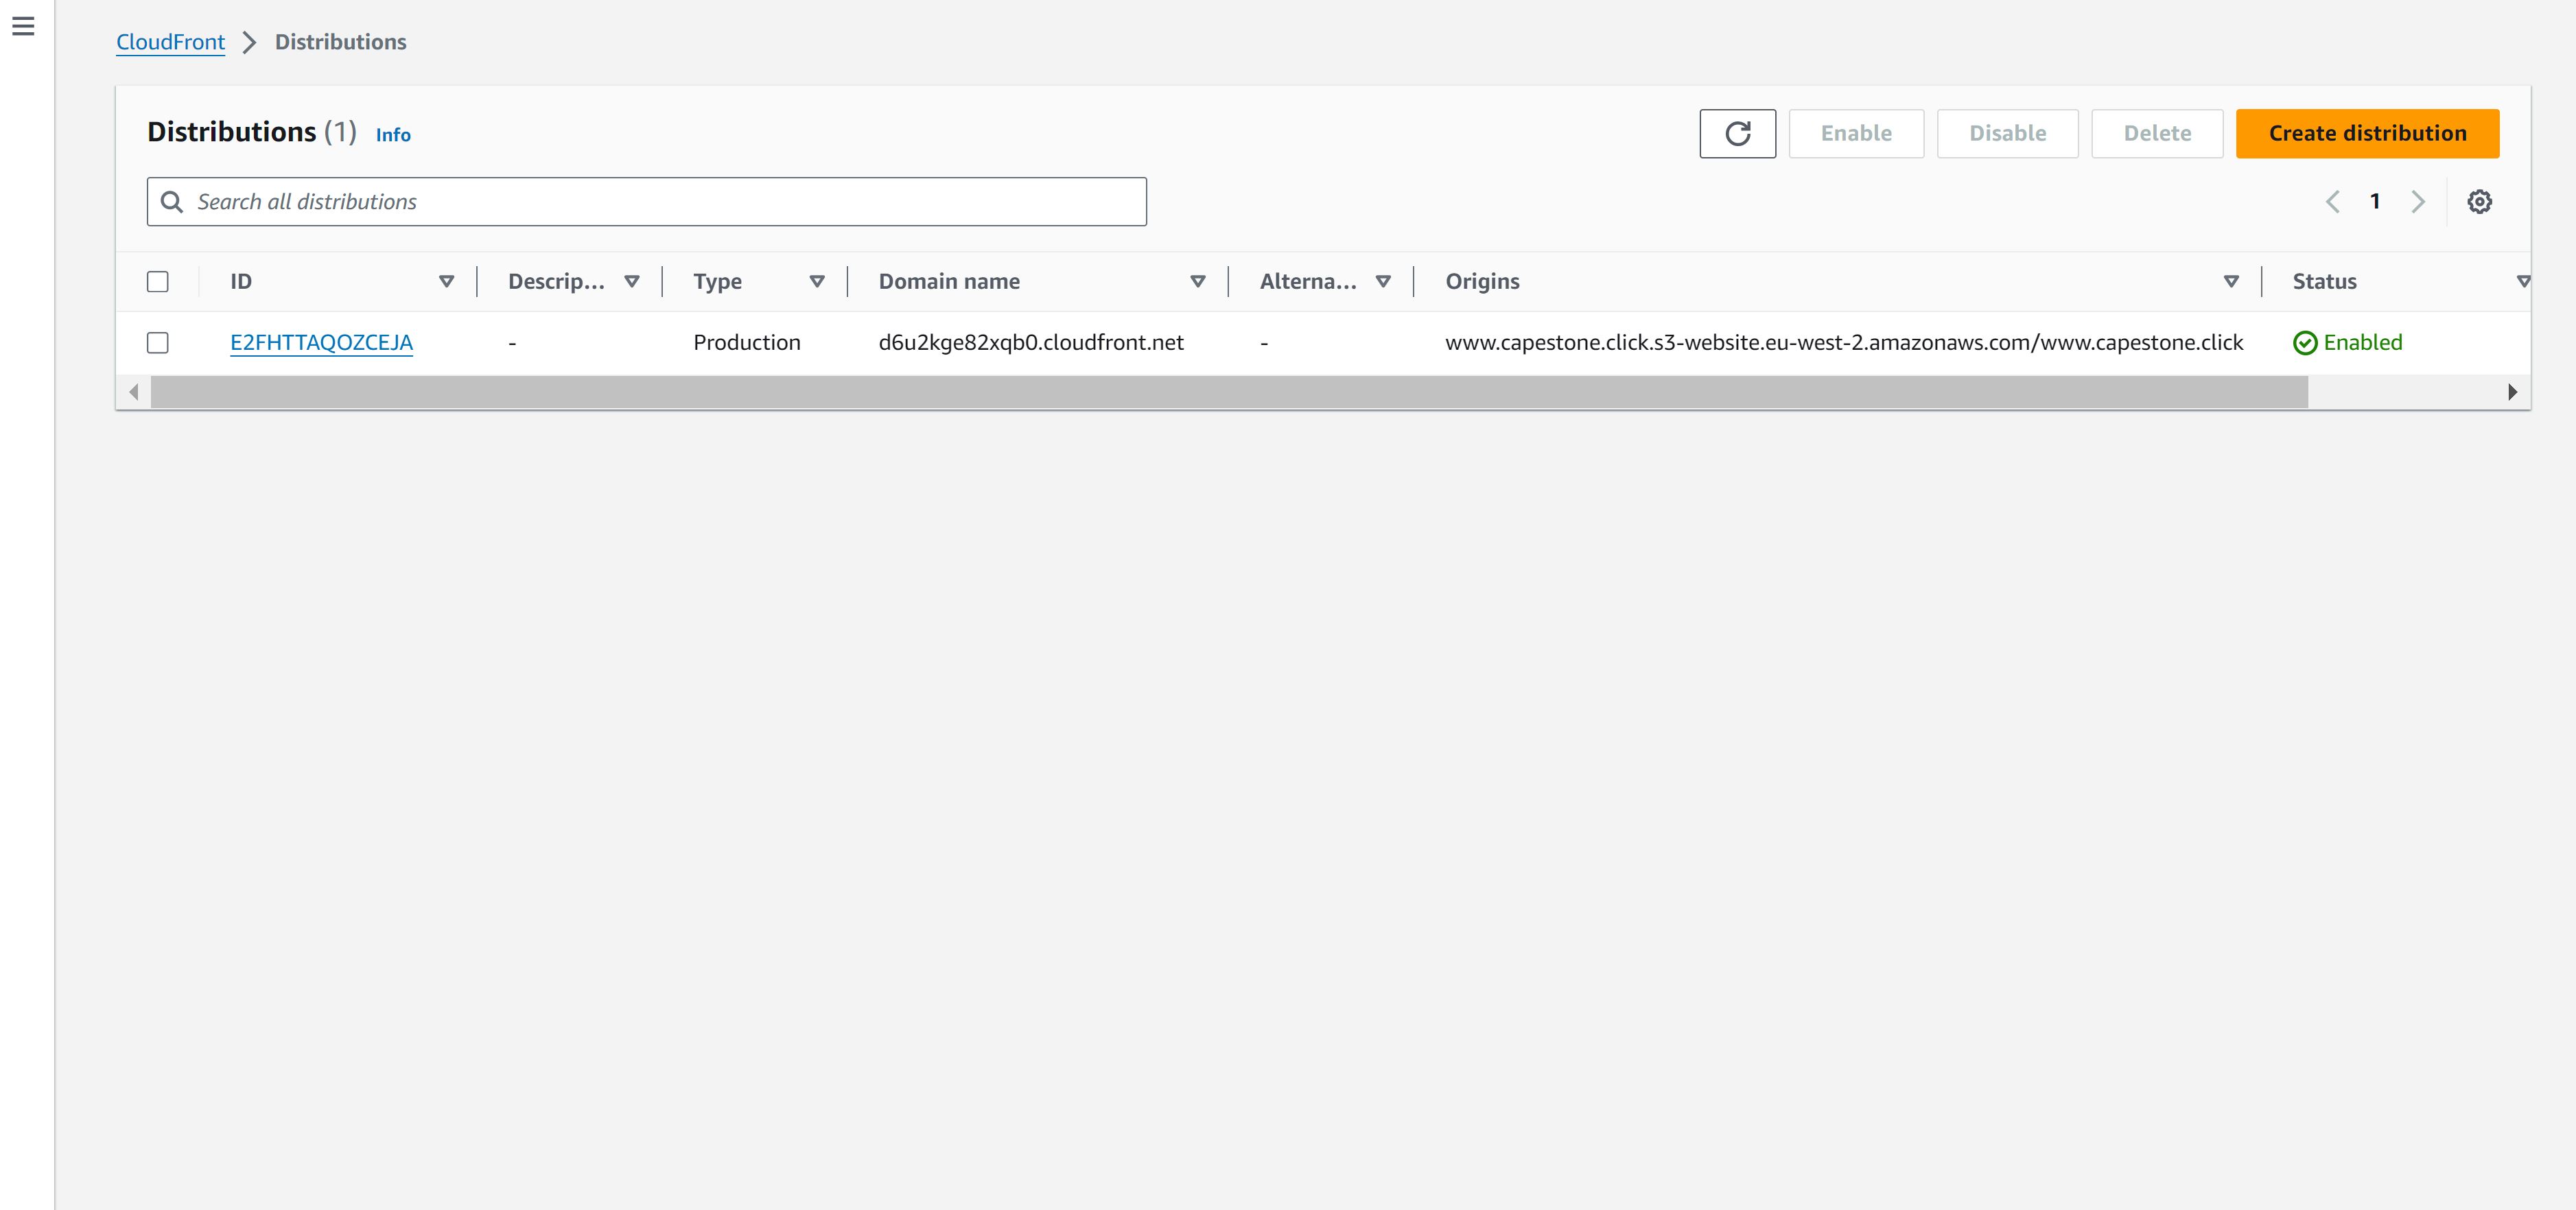 CloudFront > Distributions
Distributions (1) Info
Enable Disable Delete Create distribution
Search all distributions
1
ID Descrip... Type Domain name Alterna... Origins Status
E2FHTTAQOZCEJA - Production d6u2kge82xqb0.cloudfront.net - www.capestone.click.s3-website.eu-west-2.amazonaws.com/www.capestone.click Enabled